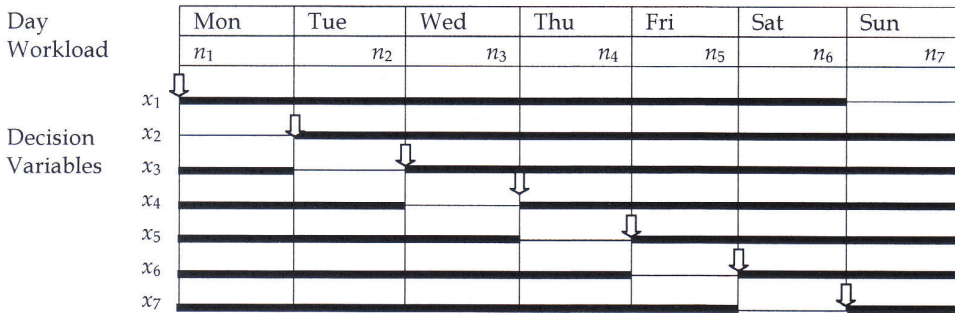 Day Mon Tue Wed Thu Fri Sat Sun
Workload n₁ n₂ n₃ n₄ n₅ n₆ n₇
x₁
Decision x₂
Variables x₃
x₄
x₅
x₆
x₇